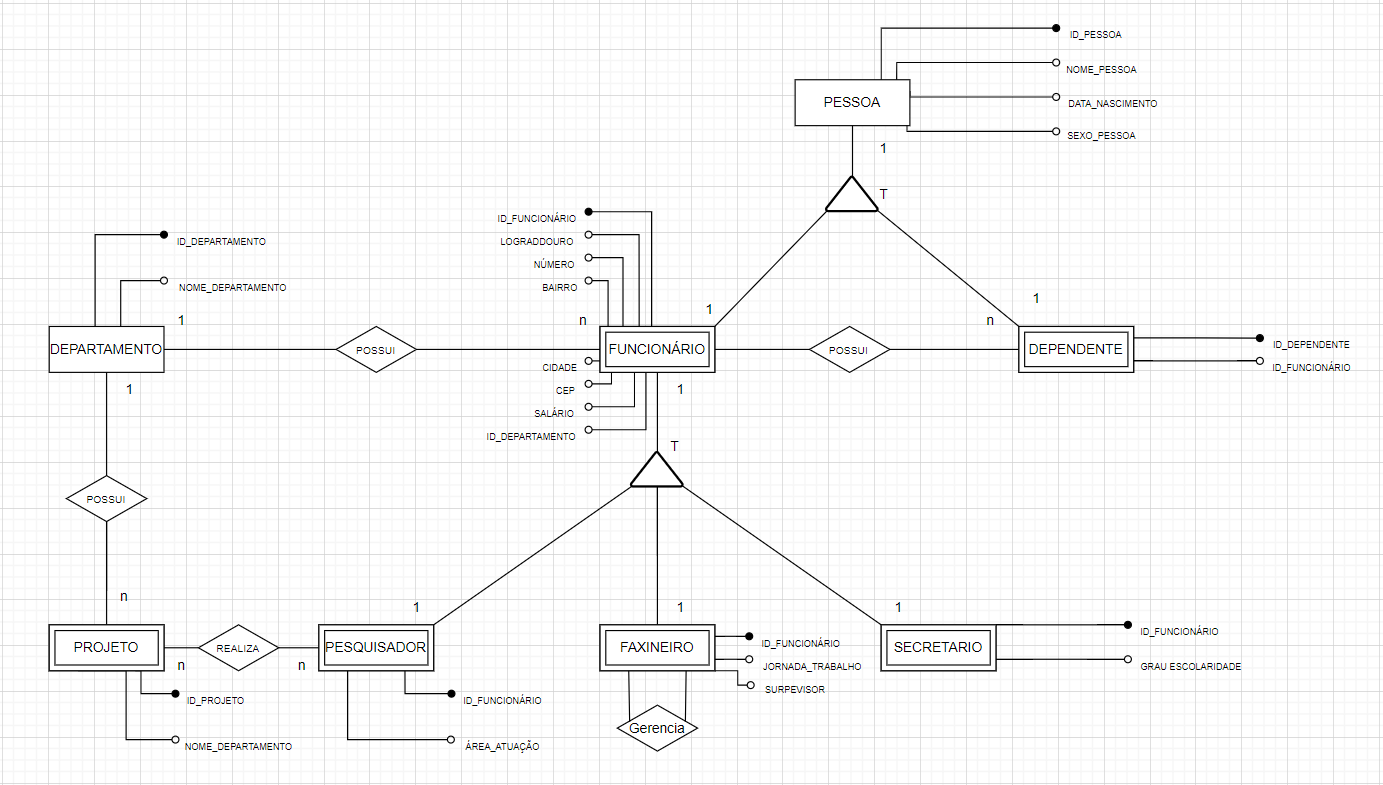 ID_PESSOA
NOME_PESSOA
PESSOA
DATA_NASCIMENTO
SEXO_PESSOA
1
T
ID_FUNCIONÁRIO
LOGRADDOURO
NÚMERO
BAIRRO
ID_DEPARTAMENTO
NOME_DEPARTAMENTO
1
n
1
n
1
DEPARTAMENTO
POSSUI
FUNCIONÁRIO
POSSUI
DEPENDENTE
ID_DEPENDENTE
ID_FUNCIONÁRIO
CIDADE
CEP
SALÁRIO
ID_DEPARTAMENTO
1
1
T
POSSUI
n
1
1
1
PROJETO
REALIZA
PESQUISADOR
FAXINEIRO
SECRETARIO
n
n
ID_FUNCIONÁRIO
JORNADA_TRABALHO
SURPEVISOR
ID_FUNCIONÁRIO
GRAU ESCOLARIDADE
ID_PROJETO
NOME_DEPARTAMENTO
ID_FUNCIONÁRIO
ÁREA_ATUAÇÃO
Gerencia